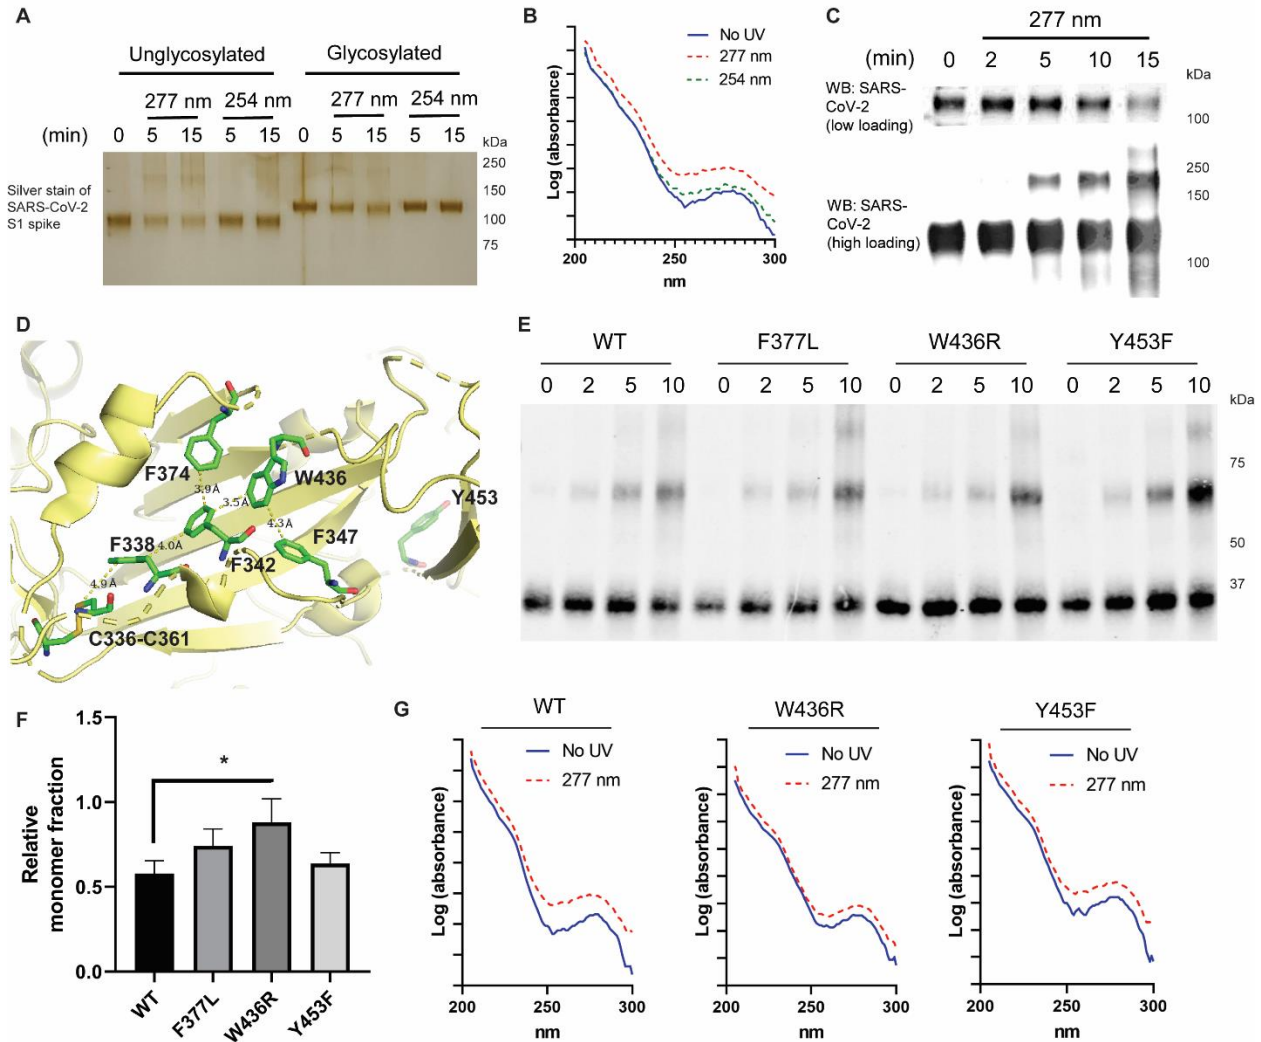 A
Unglycosylated Glycosylated
277 nm 254 nm 277 nm 254 nm
(min) 0 5 15 5 15 0 5 15 5 15
kDa
250
150
100
75
Silver stain of
SARS-CoV-2
S1 spike
B
No UV
277 nm
254 nm
Log (absorbance)
200 250 300
nm
C
277 nm
(min) 0 2 5 10 15
kDa
WB: SARS-
CoV-2
(low loading)
100
250
150
WB: SARS-
CoV-2
(high loading)
100
D
F374
W436
3.9Å
3.5Å
Y453
4.3Å
F338
4.0Å
F347
F342
4.9Å
C336-C361
E
WT F377L W436R Y453F
0 2 5 10 0 2 5 10 0 2 5 10 0 2 5 10
kDa
75
50
37
F
Relative
monomer fraction
1.5
1.0
0.5
0.0
*
WT F377L W436R Y453F
G
WT
No UV
277 nm
Log (absorbance)
200 250 300
nm
W436R
No UV
277 nm
Log (absorbance)
200 250 300
nm
Y453F
No UV
277 nm
Log (absorbance)
200 250 300
nm